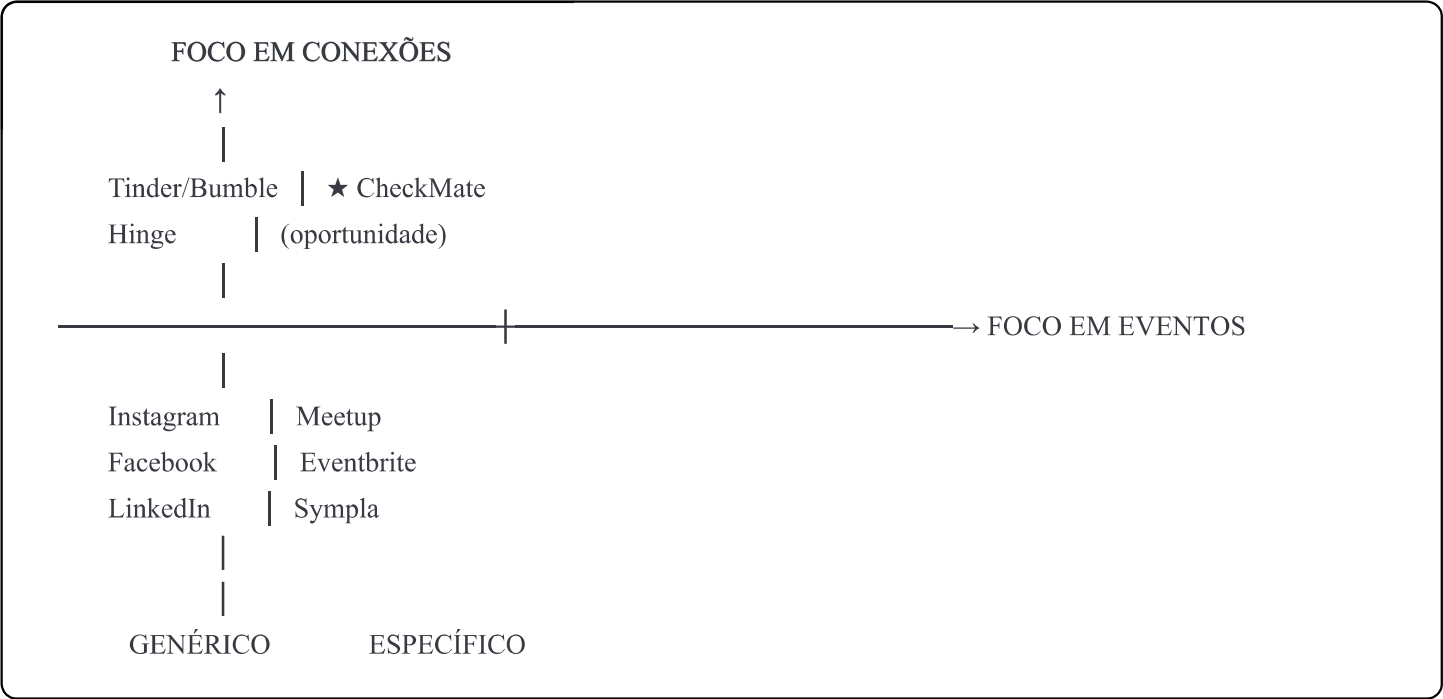 FOCO EM CONEXÕES
↑
|
Tinder/Bumble | ★ CheckMate
Hinge | (oportunidade)
|
→ FOCO EM EVENTOS
|
Instagram | Meetup
Facebook | Eventbrite
LinkedIn | Sympla
|
|
GENÉRICO ESPECÍFICO